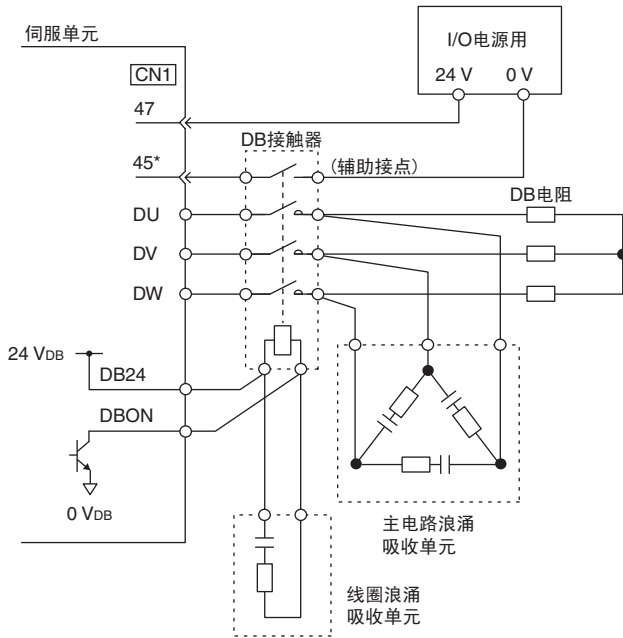 伺服单元
I/O电源用
24 V 0 V
CN1
47
DB接触器
45*
(辅助接点)
DB电阻
DU
DV
DW
24 VDB
DB24
DBON
0 VDB
主电路浪涌
吸收单元
线圈浪涌
吸收单元